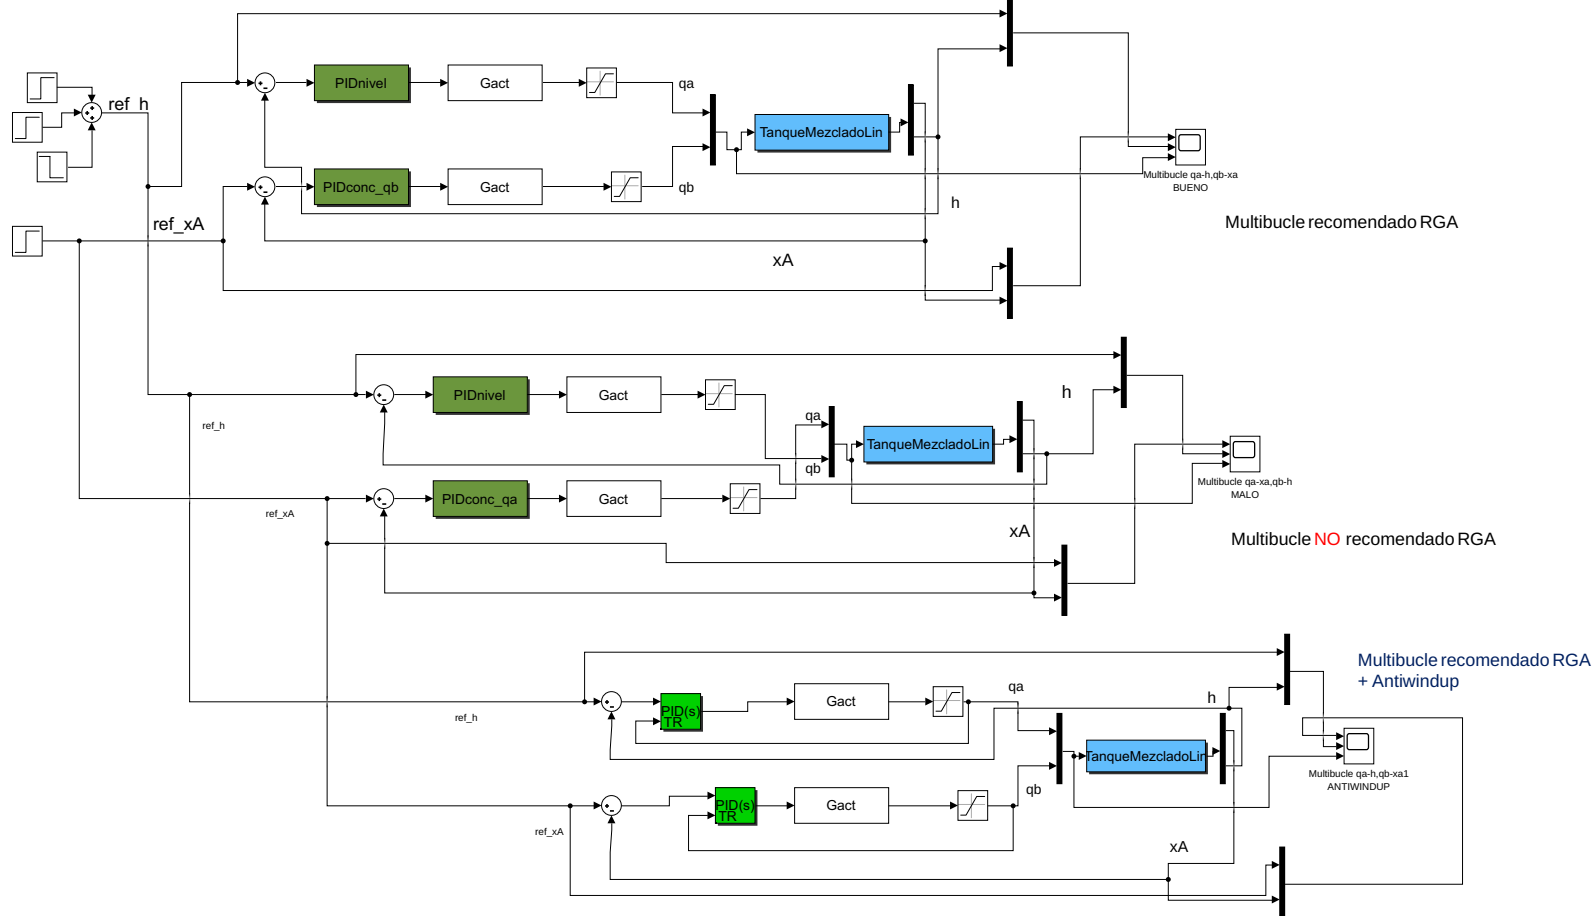 ref_h
PIDnivel
Gact
qa
TanqueMezcladoLin
PIDconc_qb
Gact
qb
Multibucle qa-h,qb-xa
BUENO
h
ref_xA
xA
Multibucle recomendado RGA
h
PIDnivel
Gact
qa
ref_h
TanqueMezcladoLin
qb
PIDconc_qa
Gact
Multibucle qa-xa,qb-h
MALO
ref_xA
xA
Multibucle NO recomendado RGA
Multibucle recomendado RGA
+ Antiwindup
qa
h
PID(s)
TR
Gact
ref_h
TanqueMezcladoLin
Multibucle qa-h,qb-xa1
ANTIWINDUP
qb
PID(s)
TR
Gact
ref_xA
xA